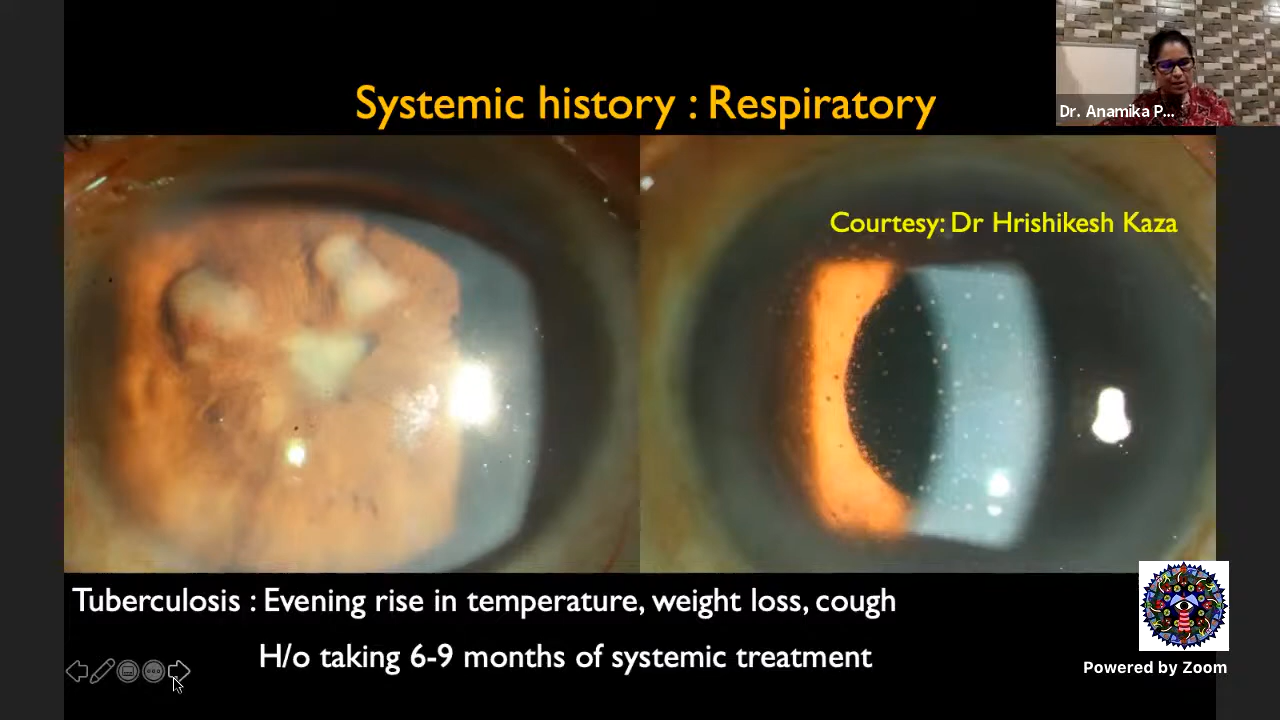 Systemic history : Respiratory
Dr. Anamika P...
Courtesy: Dr Hrishikesh Kaza
Tuberculosis : Evening rise in temperature, weight loss, cough
H/o taking 6-9 months of systemic treatment
Powered by Zoom